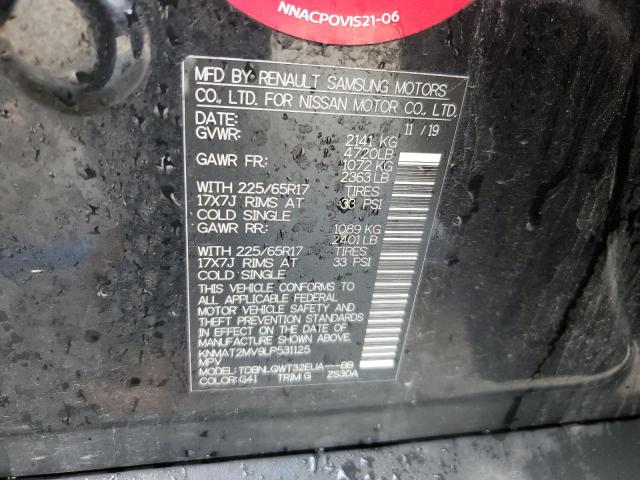 NNACPOVIS21-06
MFD BY RENAULT SAMSUNG MOTORS
CO., LTD. FOR NISSAN MOTOR CO., LTD.
DATE: 11 / 19
GVWR: 2141 KG
4720LB
GAWR FR: 1072 KG
2363 LB
WITH 225/65R17 TIRES
17X7J RIMS AT 33 PSI
COLD SINGLE
GAWR RR: 1089 KG
2401 LB
WITH 225/65R17 TIRES
17X7J RIMS AT 33 PSI
COLD SINGLE
THIS VEHICLE CONFORMS TO
ALL APPLICABLE FEDERAL
MOTOR VEHICLE SAFETY AND
THEFT PREVENTION STANDARDS
IN EFFECT ON THE DATE OF
MANUFACTURE SHOWN ABOVE.
KNMAT2MV9LP531125
MPV
MODEL: TDBNLQWT32EUA----BB
COLOR: G41 TRIM: G ZS30A